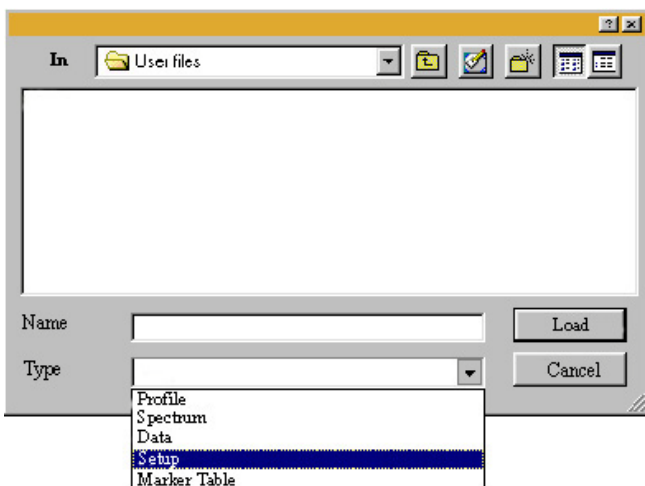 In User files
Name Load
Type Cancel
Profile
Spectrum
Data
Setup
Marker Table